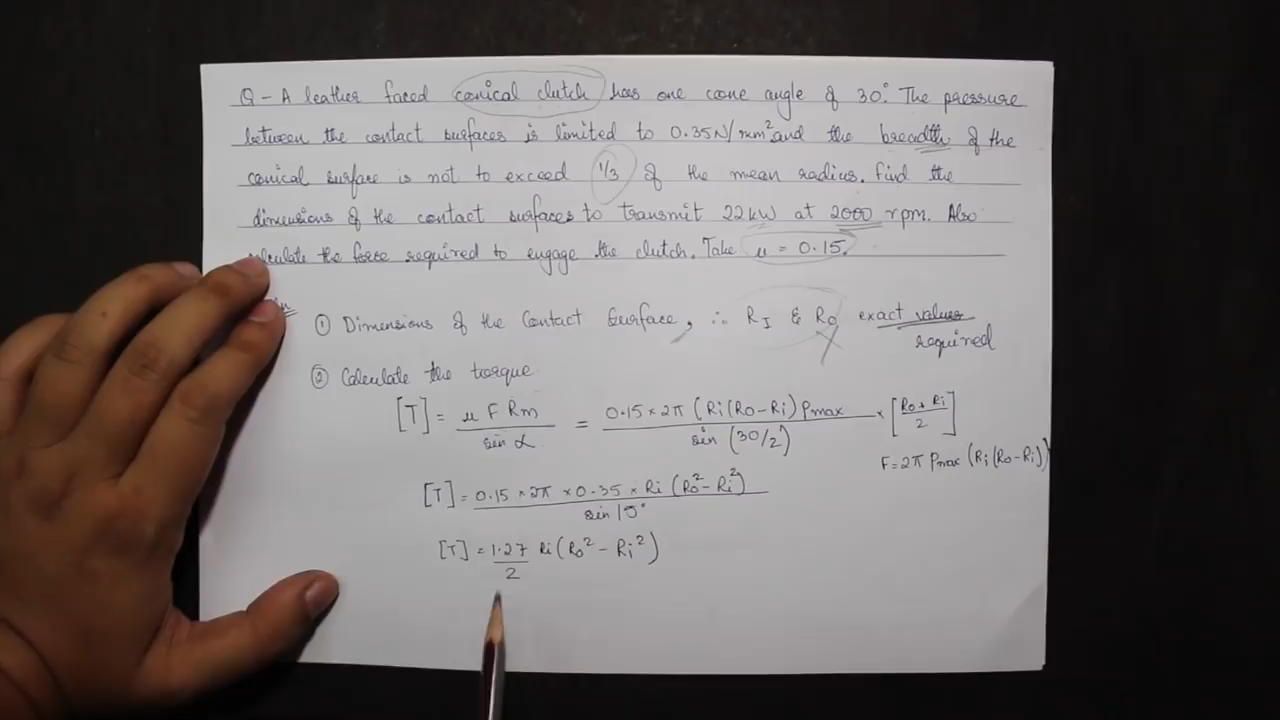 Q - A leather faced conical clutch has one cone angle of 30°. The pressure
between the contact surfaces is limited to 0.35N/mm² and the breadth of the
conical surface is not to exceed 1/3 of the mean radius. Find the
dimensions of the contact surfaces to transmit 22kW at 2000 rpm. Also
calculate the force required to engage the clutch. Take μ = 0.15.
① Dimensions of the Contact Surface, ∴ R_I & R_O exact values
required
② Calculate the torque
[T] = μ F Rm / sin α = 0.15 × 2π (Ri(Ro-Ri) Pmax / sin (30/2) × [Ro + Ri / 2]
F = 2π Pmax (Ri(Ro-Ri))
[T] = 0.15 × 2π × 0.35 × Ri (Ro² - Ri²) / sin 15°
[T] = 1.27 / 2 Ri (Ro² - Ri²)